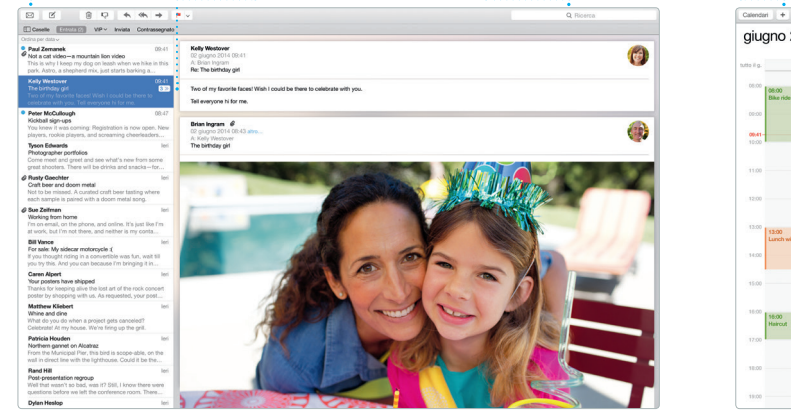 Ricerca
Caselle Entrata (2) VIP Inviata Contrassegnato
Ordina per data
Paul Zemanek 09:41
Not a cat video—a mountain lion video
This is why I keep my dog on leash when we hike in this
park. Astro, a shepherd mix, just starts barking a...
Kelly Westover 09:41
The birthday girl 2
Two of my favorite faces! Wish I could be there to
celebrate with you. Tell everyone hi for me.
Peter McCullough 08:47
Kickball sign-ups
You knew it was coming: Registration is now open. New
players, rookie players, and screaming cheerleaders...
Tyson Edwards Ieri
Photographer portfolios
Come meet and greet and see what's new from some
great shooters. There will be drinks and snacks—for...
Rusty Gaechter Ieri
Craft beer and doom metal
Not to be missed. A curated craft beer tasting where
each sample is paired with a doom metal song.
Sue Zeifman Ieri
Working from home
I'm on email, on the phone, and online. It's just like I'm
at work, but I'm not there, and neither is my conta...
Bill Vance Ieri
For sale: My sidecar motorcycle :(
If you thought riding in a convertible was fun, wait till
you try this. And you can because I'm bringing it in...
Caren Alpert Ieri
Your posters have shipped
Thanks for keeping alive the lost art of the rock concert
poster by shopping with us. As requested, your post...
Matthew Kliebert Ieri
Whine and dine
What do you do when a project gets canceled?
Celebrate! At my house. We're firing up the grill.
Patricia Houden Ieri
Northern gannet on Alcatraz
From the Municipal Pier, this bird is scope-able, on the
wall in direct line with the lighthouse. Could it be the...
Rand Hill Ieri
Post-presentation regroup
Well that wasn't so bad, was it? Still, I know there were
questions before we left the conference room. There...
Dylan Heslop Ieri
Kelly Westover
02 giugno 2014 09:41
A: Brian Ingram
Re: The birthday girl
Two of my favorite faces! Wish I could be there to celebrate with you.
Tell everyone hi for me.
Brian Ingram
02 giugno 2014 08:43
A: Kelly Westover
The birthday girl
Calendari +
giugno 2
tutto il g.
08:00
08:00
Bike ride
09:00
09:41
10:00
11:00
12:00
13:00
13:00
Lunch wi
14:00
15:00
16:00
16:00
Haircut
17:00
18:00
19:00